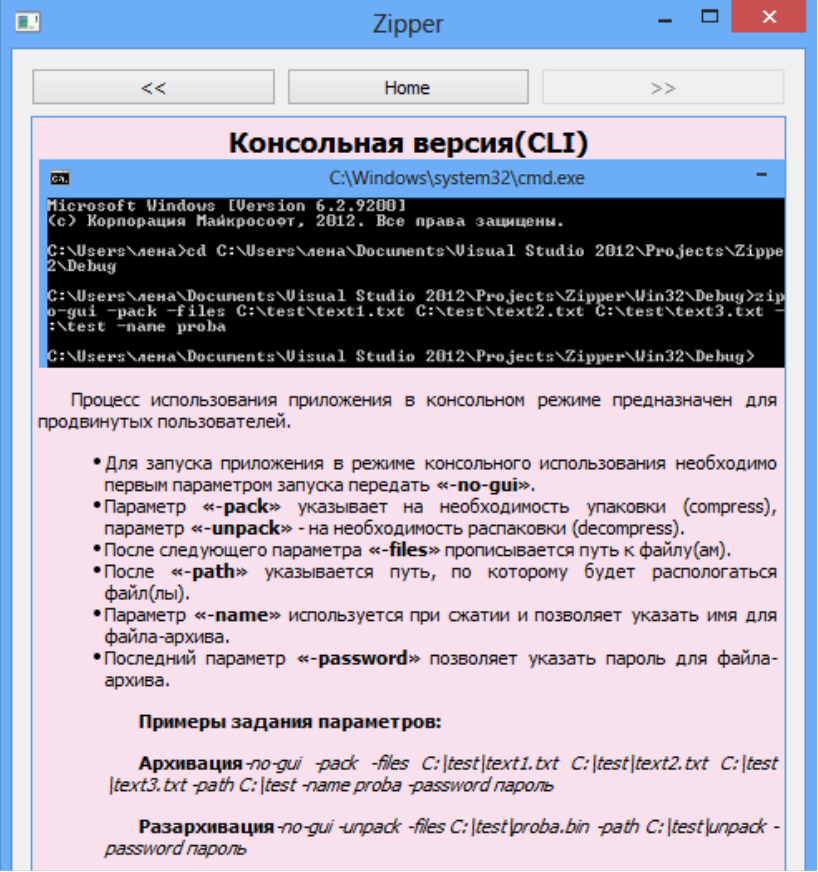 Zipper
<< Home >>
Консольная версия(CLI)
C:\Windows\system32\cmd.exe
Microsoft Windows [Version 6.2.9200]
(c) Корпорация Майкрософт, 2012. Все права защищены.
C:\Users\лена>cd C:\Users\лена\Documents\Visual Studio 2012\Projects\Zippe
2\Debug
C:\Users\лена\Documents\Visual Studio 2012\Projects\Zipper\Win32\Debug>zip
o-gui -pack -files C:\test\text1.txt C:\test\text2.txt C:\test\text3.txt -
:\test -name proba
C:\Users\лена\Documents\Visual Studio 2012\Projects\Zipper\Win32\Debug>
Процесс использования приложения в консольном режиме предназначен для
продвинутых пользователей.
• Для запуска приложения в режиме консольного использования необходимо
первым параметром запуска передать «-no-gui».
• Параметр «-pack» указывает на необходимость упаковки (compress),
параметр «-unpack» - на необходимость распаковки (decompress).
• После следующего параметра «-files» прописывается путь к файлу(ам).
• После «-path» указывается путь, по которому будет распологаться
файл(лы).
• Параметр «-name» используется при сжатии и позволяет указать имя для
файла-архива.
• Последний параметр «-password» позволяет указать пароль для файла-
архива.
Примеры задания параметров:
Архивация -no-gui -pack -files C:\test\text1.txt C:\test\text2.txt C:\test
\text3.txt -path C:\test -name proba -password пароль
Разархивация -no-gui -unpack -files C:\test\proba.bin -path C:\test\unpack -
password пароль